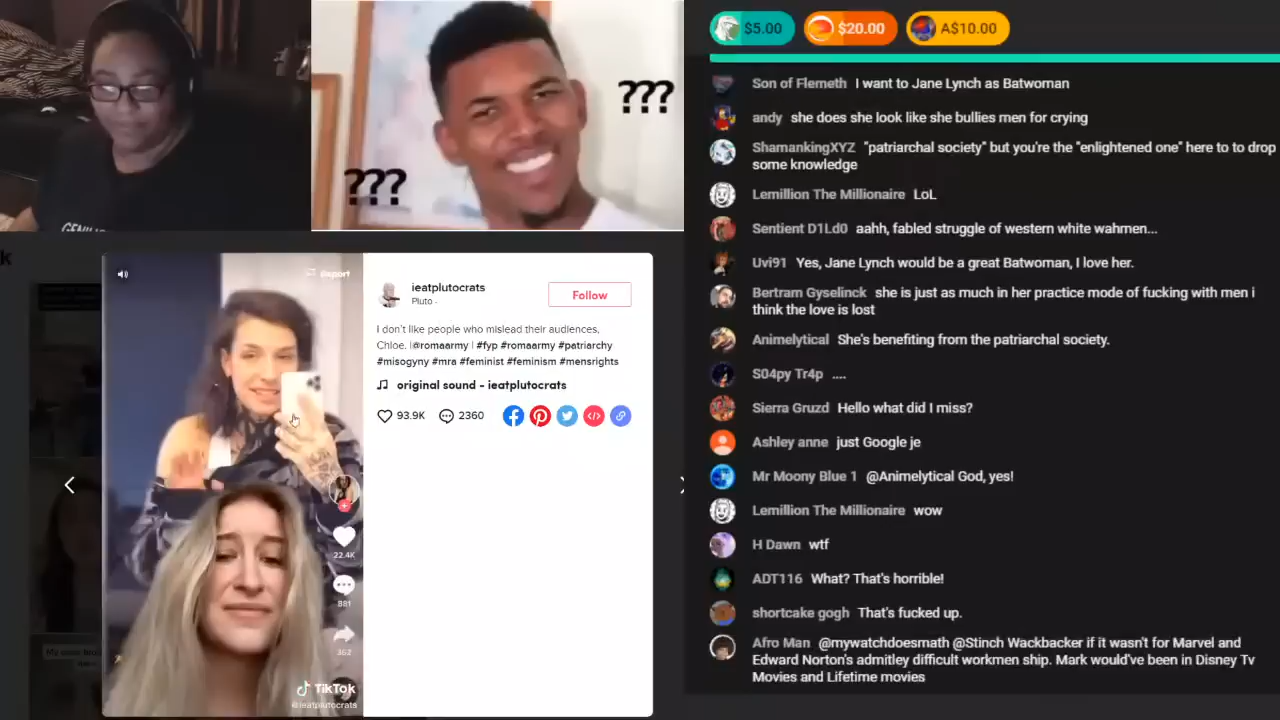 ???
???
GENIU
k
Report
ieatplutocrats
Pluto ·
Follow
I don't like people who mislead their audiences,
Chloe. |@romaarmy | #fyp #romaarmy #patriarchy
#misogyny #mra #feminist #feminism #mensrights
original sound - ieatplutocrats
93.9K
2360
22.4K
881
362
TikTok
@ieatplutocrats
$5.00
$20.00
A$10.00
Son of Flemeth I want to Jane Lynch as Batwoman
andy she does she look like she bullies men for crying
ShamankingXYZ "patriarchal society" but you're the "enlightened one" here to to drop
some knowledge
Lemillion The Millionaire LoL
Sentient D1Ld0 aahh, fabled struggle of western white wahmen...
Uvi91 Yes, Jane Lynch would be a great Batwoman, I love her.
Bertram Gyselinck she is just as much in her practice mode of fucking with men i
think the love is lost
Animelytical She's benefiting from the patriarchal society.
S04py Tr4p ....
Sierra Gruzd Hello what did I miss?
Ashley anne just Google je
Mr Moony Blue 1 @Animelytical God, yes!
Lemillion The Millionaire wow
H Dawn wtf
ADT116 What? That's horrible!
shortcake gogh That's fucked up.
Afro Man @mywatchdoesmath @Stinch Wackbacker if it wasn't for Marvel and
Edward Norton's admitley difficult workmen ship. Mark would've been in Disney Tv
Movies and Lifetime movies